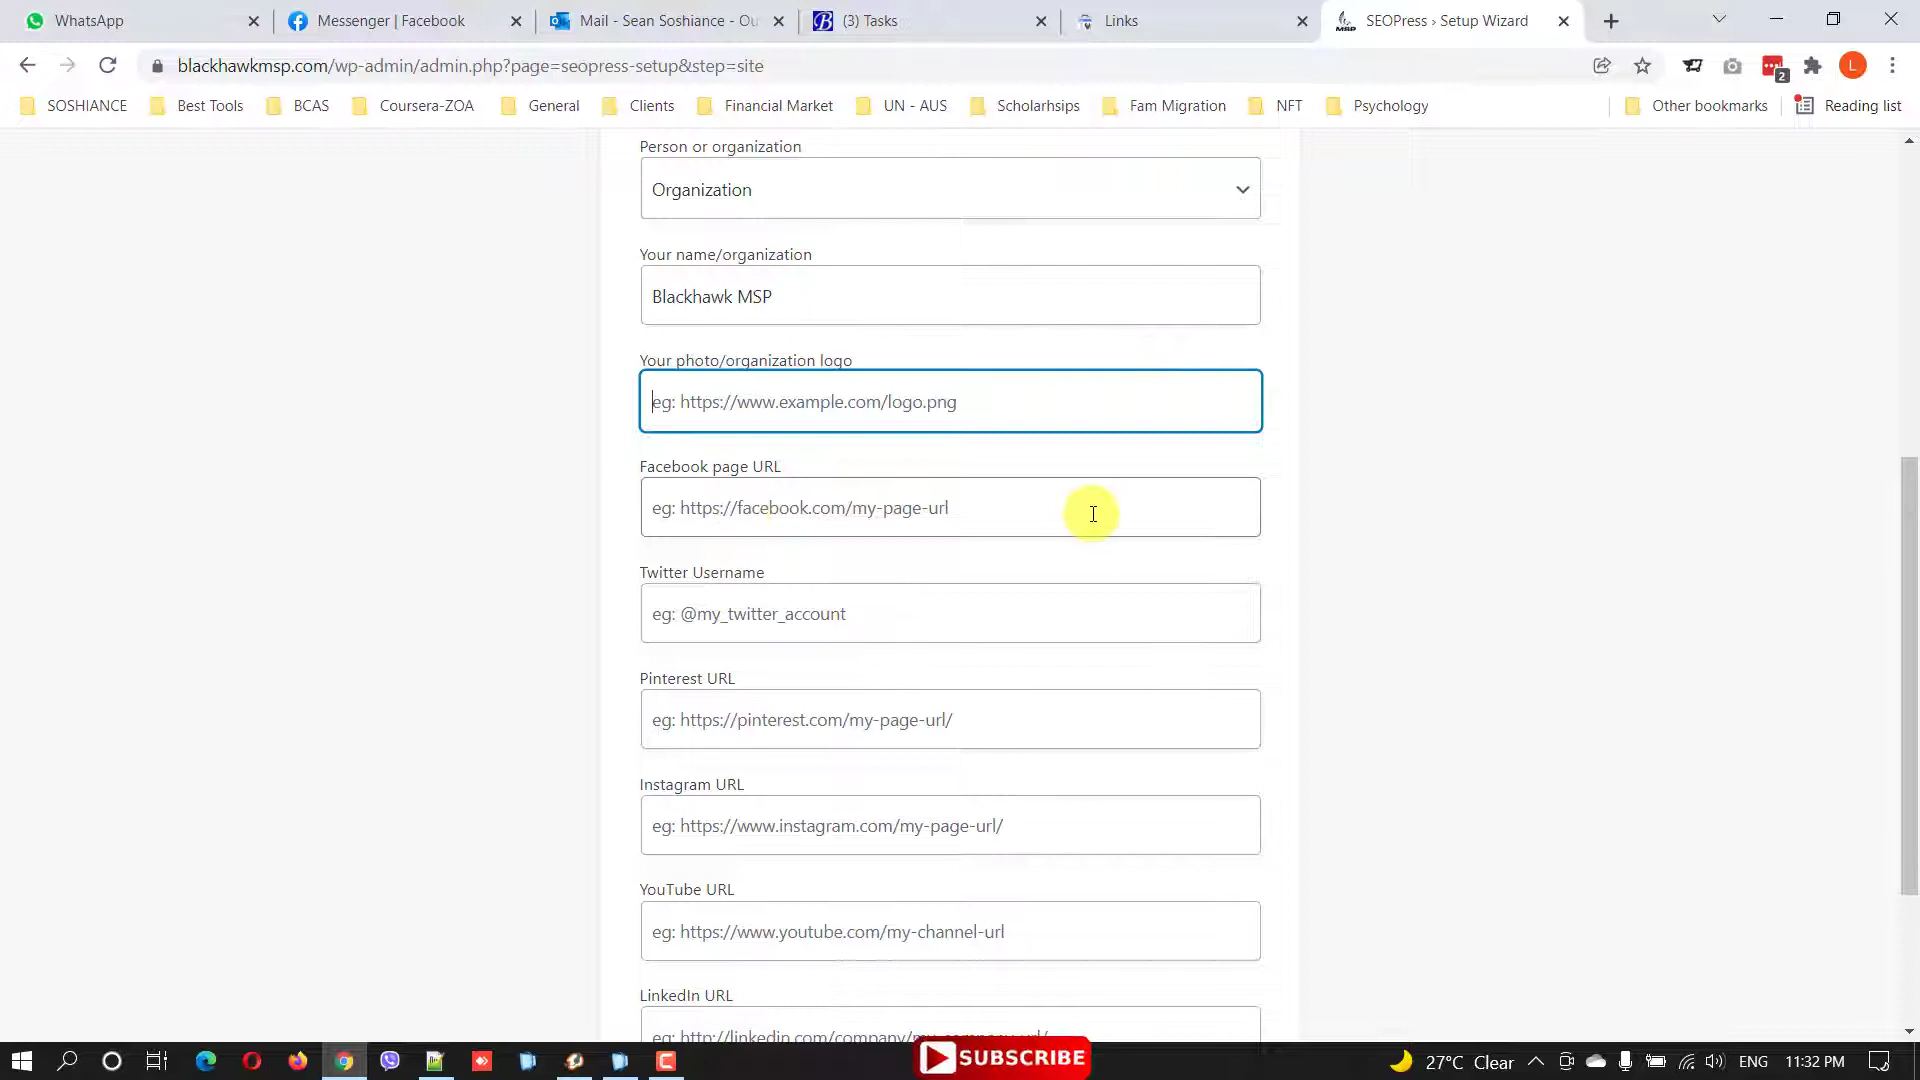 WhatsApp
Messenger | Facebook
Mail - Sean Soshiance - Ou
(3) Tasks
Links
SEOPress › Setup Wizard
blackhawkmsp.com/wp-admin/admin.php?page=seopress-setup&step=site
2
L
SOSHIANCE
Best Tools
BCAS
Coursera-ZOA
General
Clients
Financial Market
UN - AUS
Scholarhsips
Fam Migration
NFT
Psychology
Other bookmarks
Reading list
Person or organization
Organization
Your name/organization
Blackhawk MSP
Your photo/organization logo
eg: https://www.example.com/logo.png
Facebook page URL
eg: https://facebook.com/my-page-url
Twitter Username
eg: @my_twitter_account
Pinterest URL
eg: https://pinterest.com/my-page-url/
Instagram URL
eg: https://www.instagram.com/my-page-url/
YouTube URL
eg: https://www.youtube.com/my-channel-url
LinkedIn URL
eg: http://linkedin.com/company/my-company-url/
SUBSCRIBE
27°C Clear
ENG
11:32 PM